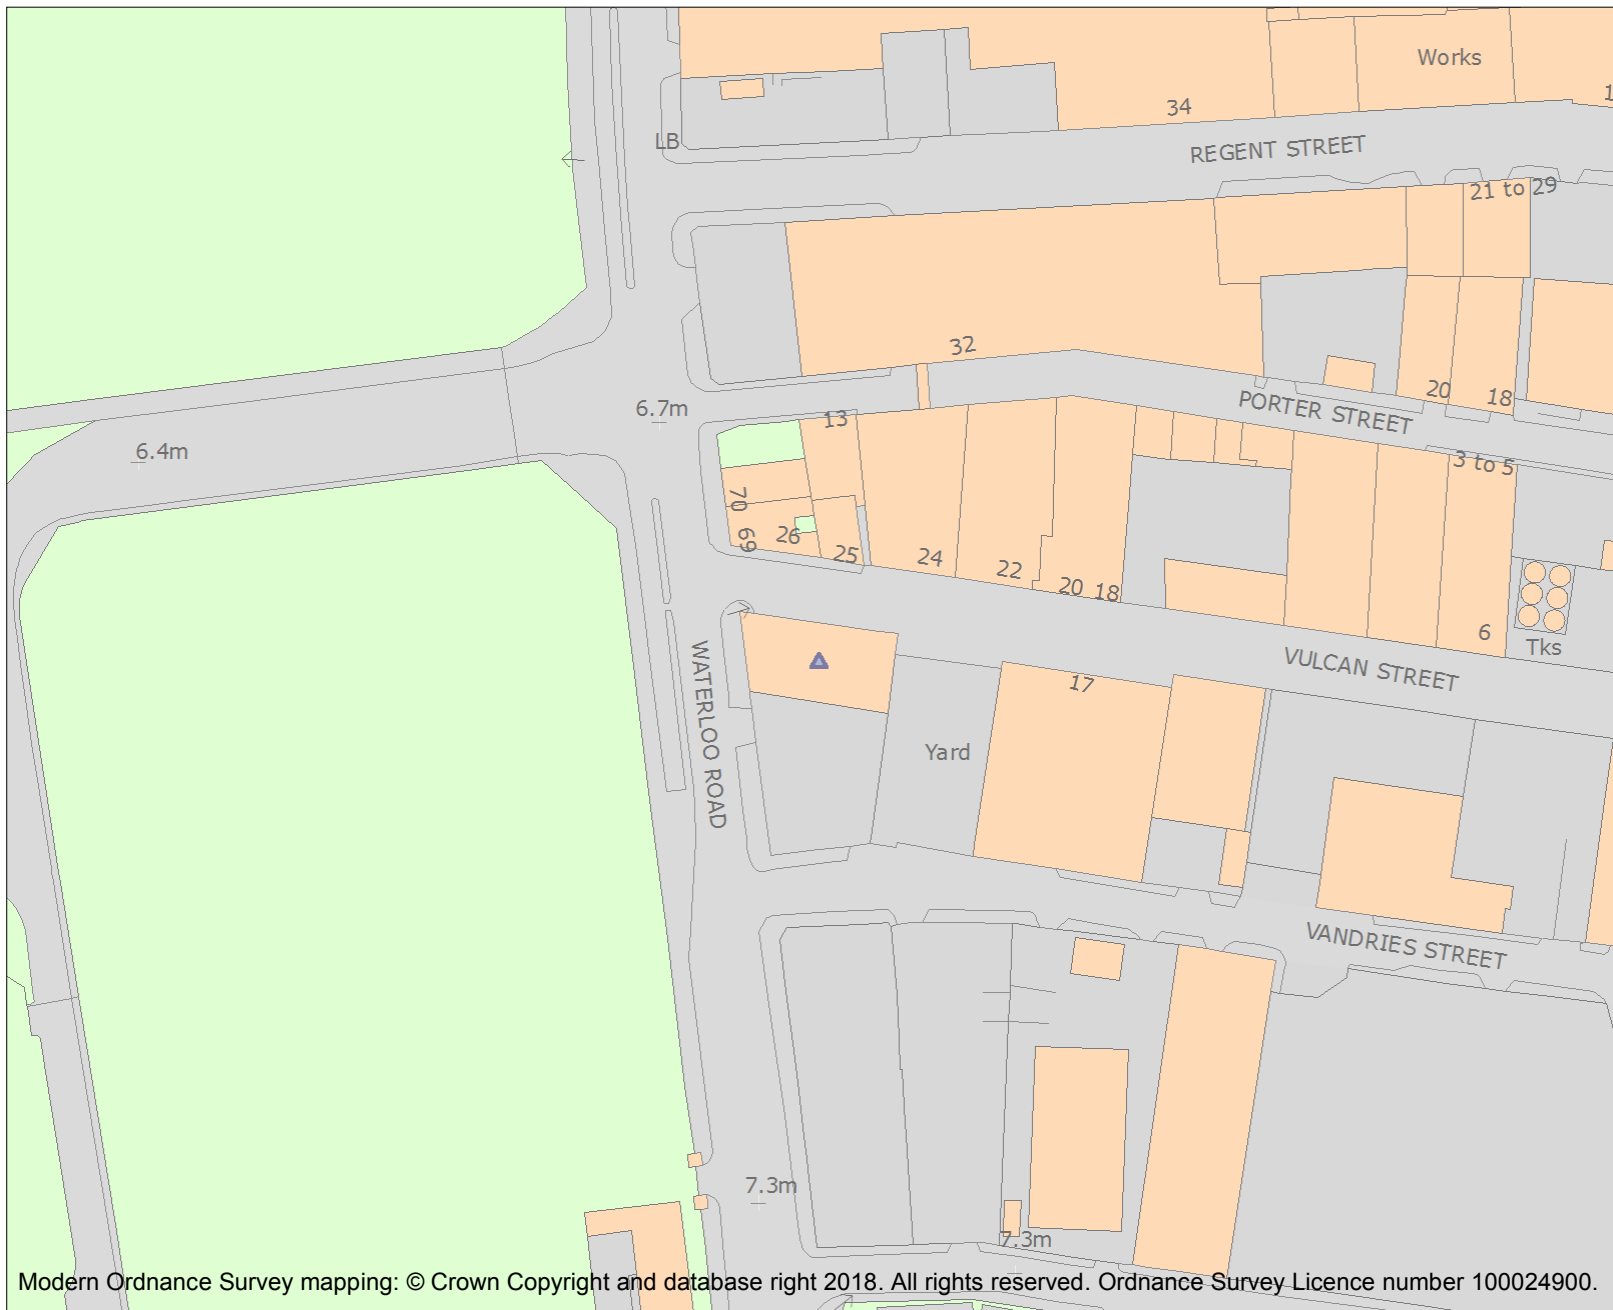 Works
34
1
LB
REGENT STREET
21 to 29
32
20
18
PORTER STREET
6.7m
13
6.4m
3 to 5
70
69
26
25
24
22
20
18
6
Tks
VULCAN STREET
WATERLOO ROAD
17
Yard
VANDRIES STREET
7.3m
7.3m
Modern Ordnance Survey mapping: © Crown Copyright and database right 2018. All rights reserved. Ordnance Survey Licence number 100024900.